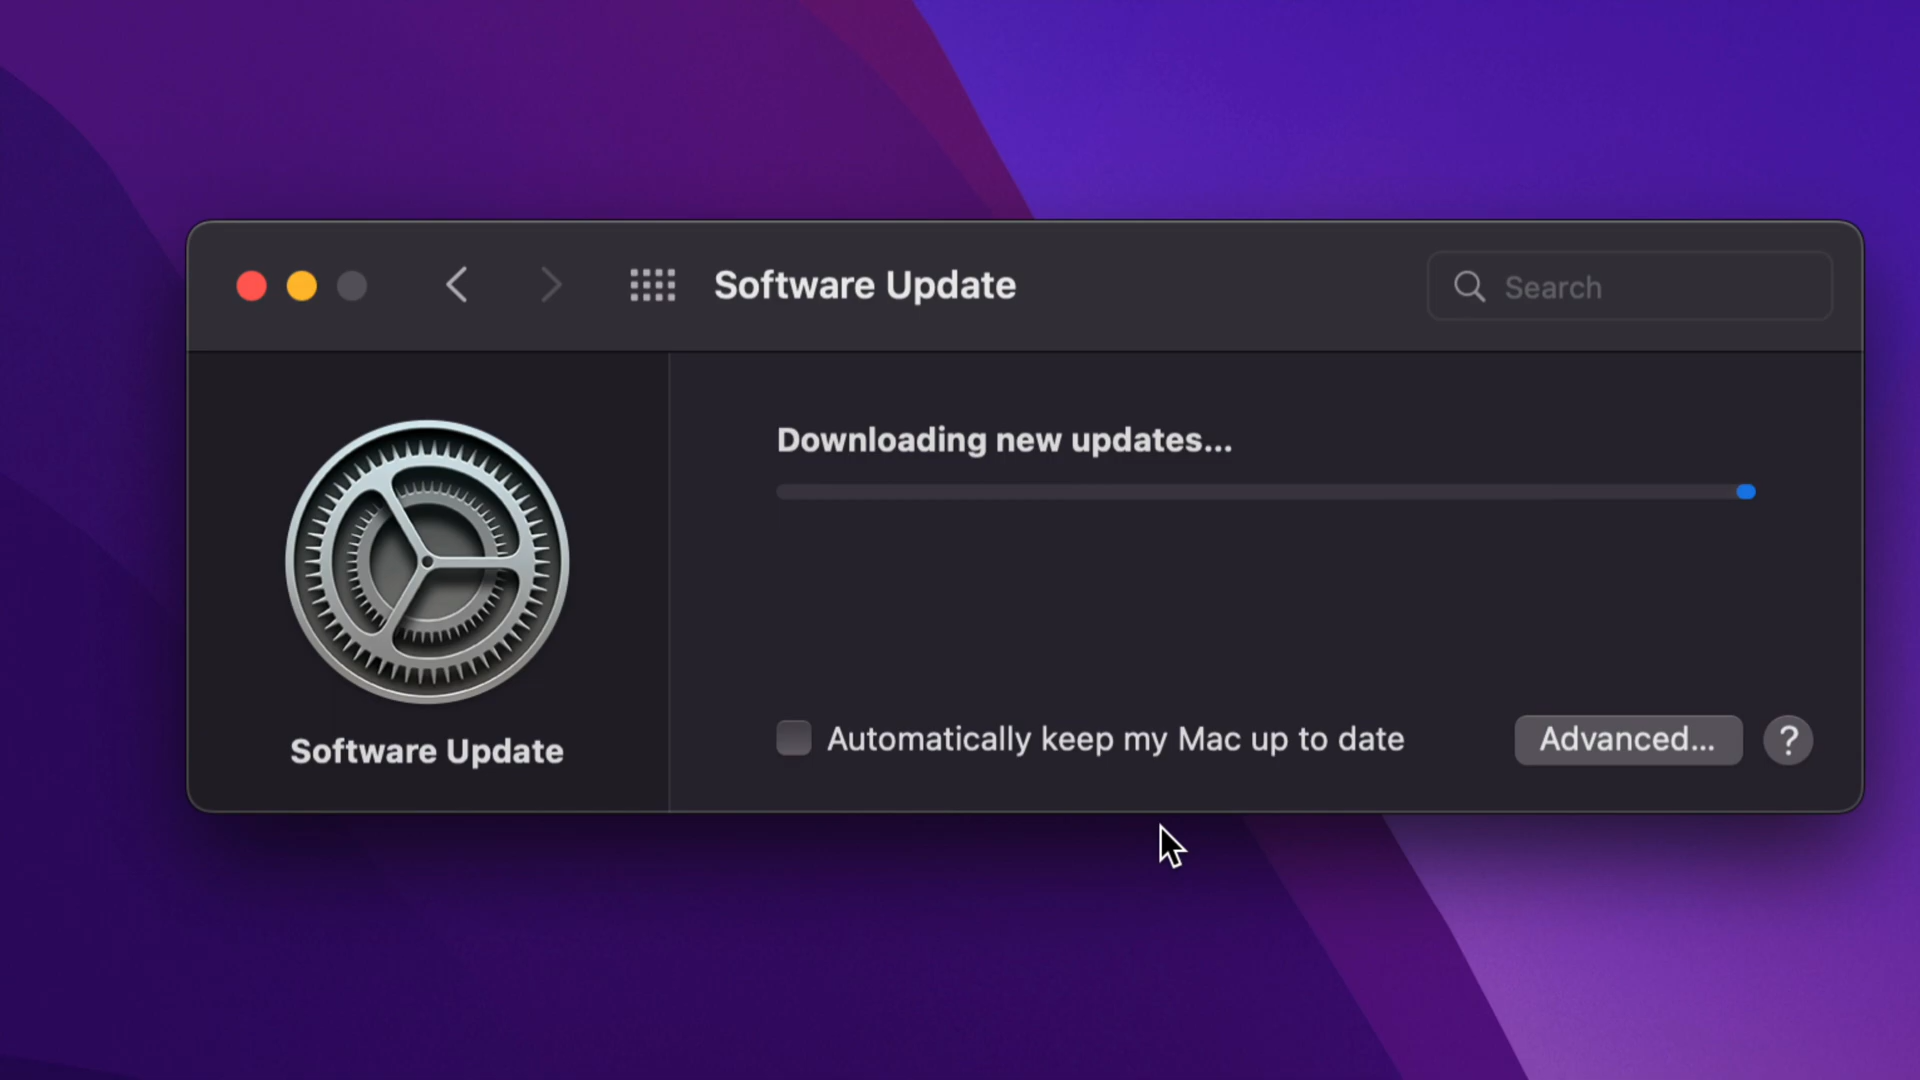 Software Update
Search
Downloading new updates...
Software Update
Automatically keep my Mac up to date
Advanced...
?